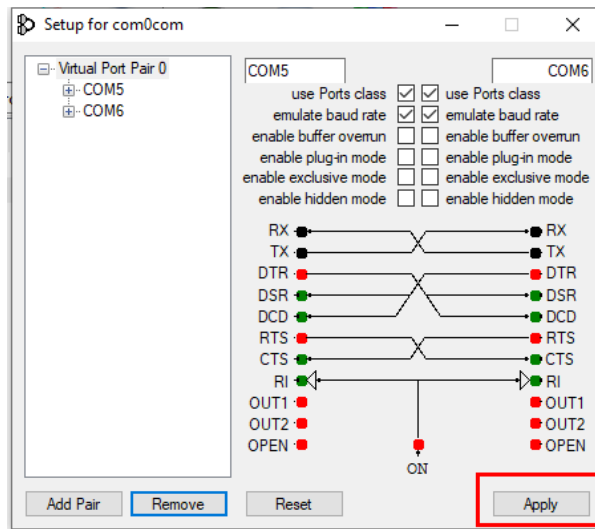 Setup for com0com
Virtual Port Pair 0
COM5
COM6
COM5 COM6
use Ports class use Ports class
emulate baud rate emulate baud rate
enable buffer overrun enable buffer overrun
enable plug-in mode enable plug-in mode
enable exclusive mode enable exclusive mode
enable hidden mode enable hidden mode
RX RX
TX TX
DTR DTR
DSR DSR
DCD DCD
RTS RTS
CTS CTS
RI RI
OUT1 OUT1
OUT2 OUT2
OPEN OPEN
ON
Add Pair Remove Reset Apply